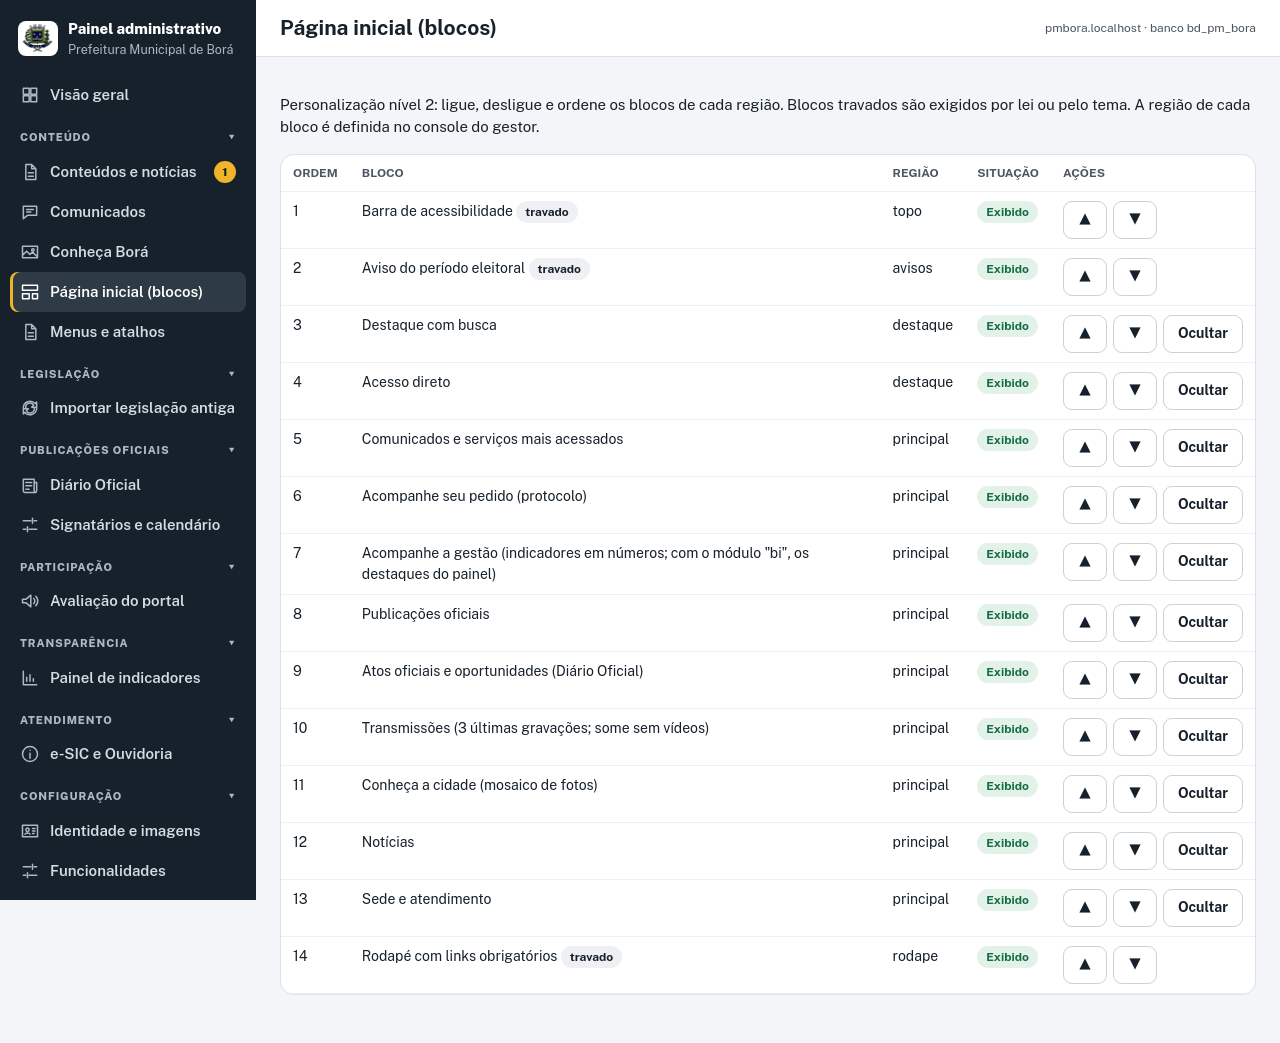 Painel administrativo
Prefeitura Municipal de Borá
Visão geral
CONTEÚDO ▾
Conteúdos e notícias 1
Comunicados
Conheça Borá
Página inicial (blocos)
Menus e atalhos
LEGISLAÇÃO ▾
Importar legislação antiga
PUBLICAÇÕES OFICIAIS ▾
Diário Oficial
Signatários e calendário
PARTICIPAÇÃO ▾
Avaliação do portal
TRANSPARÊNCIA ▾
Painel de indicadores
ATENDIMENTO ▾
e-SIC e Ouvidoria
CONFIGURAÇÃO ▾
Identidade e imagens
Funcionalidades
Página inicial (blocos)
pmbora.localhost · banco bd_pm_bora
Personalização nível 2: ligue, desligue e ordene os blocos de cada região. Blocos travados são exigidos por lei ou pelo tema. A região de cada
bloco é definida no console do gestor.
ORDEM BLOCO REGIÃO SITUAÇÃO AÇÕES
1 Barra de acessibilidade travado topo Exibido ▲ ▼
2 Aviso do período eleitoral travado avisos Exibido ▲ ▼
3 Destaque com busca destaque Exibido ▲ ▼ Ocultar
4 Acesso direto destaque Exibido ▲ ▼ Ocultar
5 Comunicados e serviços mais acessados principal Exibido ▲ ▼ Ocultar
6 Acompanhe seu pedido (protocolo) principal Exibido ▲ ▼ Ocultar
7 Acompanhe a gestão (indicadores em números; com o módulo "bi", os principal Exibido ▲ ▼ Ocultar
destaques do painel)
8 Publicações oficiais principal Exibido ▲ ▼ Ocultar
9 Atos oficiais e oportunidades (Diário Oficial) principal Exibido ▲ ▼ Ocultar
10 Transmissões (3 últimas gravações; some sem vídeos) principal Exibido ▲ ▼ Ocultar
11 Conheça a cidade (mosaico de fotos) principal Exibido ▲ ▼ Ocultar
12 Notícias principal Exibido ▲ ▼ Ocultar
13 Sede e atendimento principal Exibido ▲ ▼ Ocultar
14 Rodapé com links obrigatórios travado rodape Exibido ▲ ▼